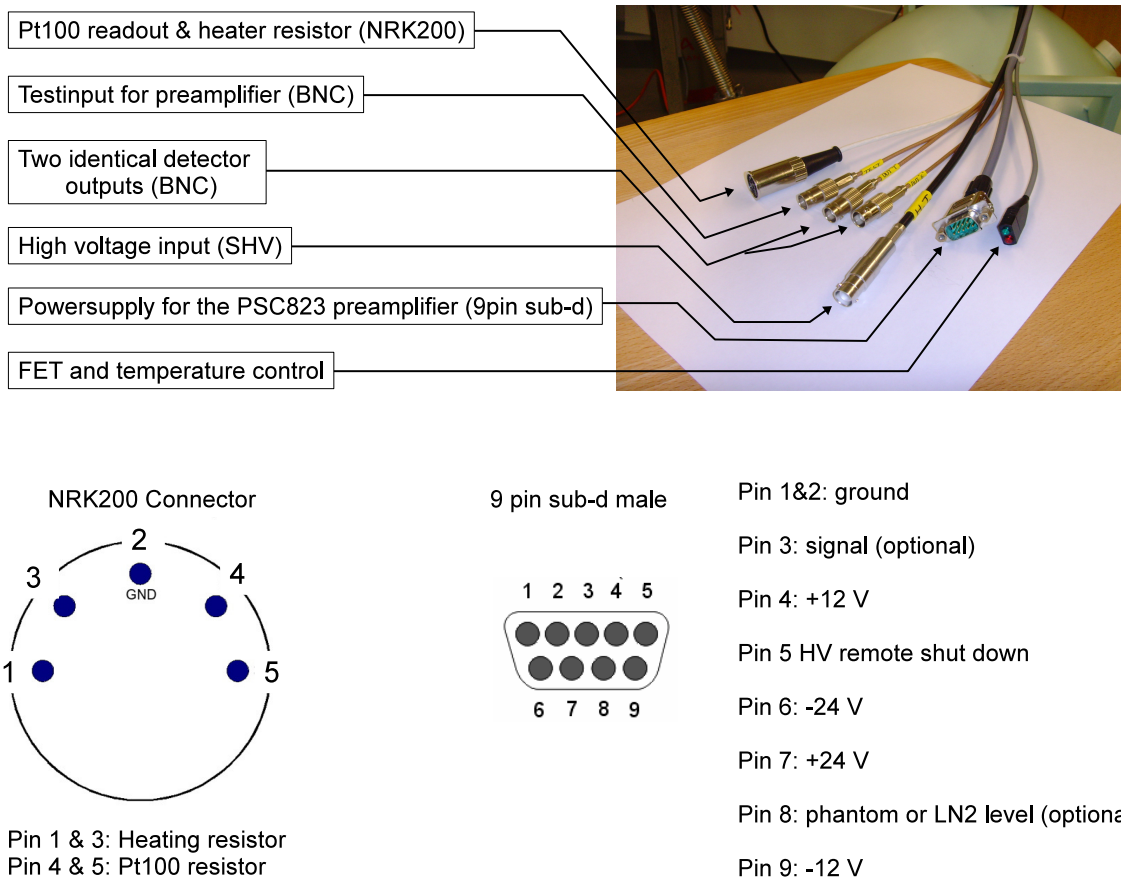 Pt100 readout & heater resistor (NRK200)
Testinput for preamplifier (BNC)
Two identical detector
outputs (BNC)
High voltage input (SHV)
Powersupply for the PSC823 preamplifier (9pin sub-d)
FET and temperature control
NRK200 Connector
2
3
4
GND
1
5
Pin 1 & 3: Heating resistor
Pin 4 & 5: Pt100 resistor
9 pin sub-d male
1 2 3 4 5
6 7 8 9
Pin 1&2: ground
Pin 3: signal (optional)
Pin 4: +12 V
Pin 5 HV remote shut down
Pin 6: -24 V
Pin 7: +24 V
Pin 8: phantom or LN2 level (optiona
Pin 9: -12 V